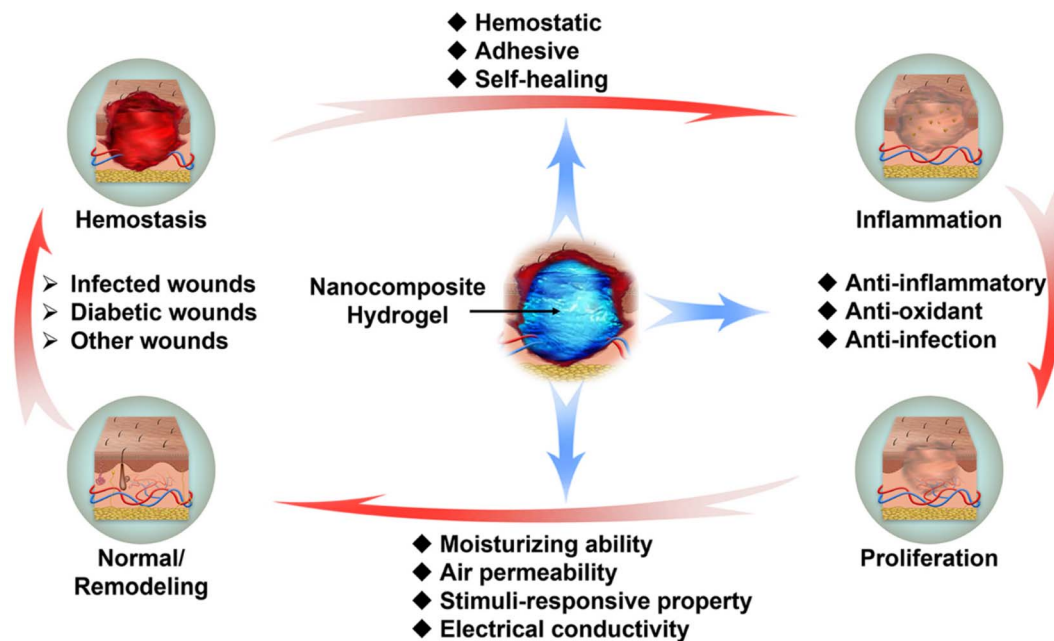 ◆ Hemostatic
◆ Adhesive
◆ Self-healing
Hemostasis
Inflammation
➢ Infected wounds
➢ Diabetic wounds
➢ Other wounds
Nanocomposite
Hydrogel
◆ Anti-inflammatory
◆ Anti-oxidant
◆ Anti-infection
Normal/
Remodeling
Proliferation
◆ Moisturizing ability
◆ Air permeability
◆ Stimuli-responsive property
◆ Electrical conductivity